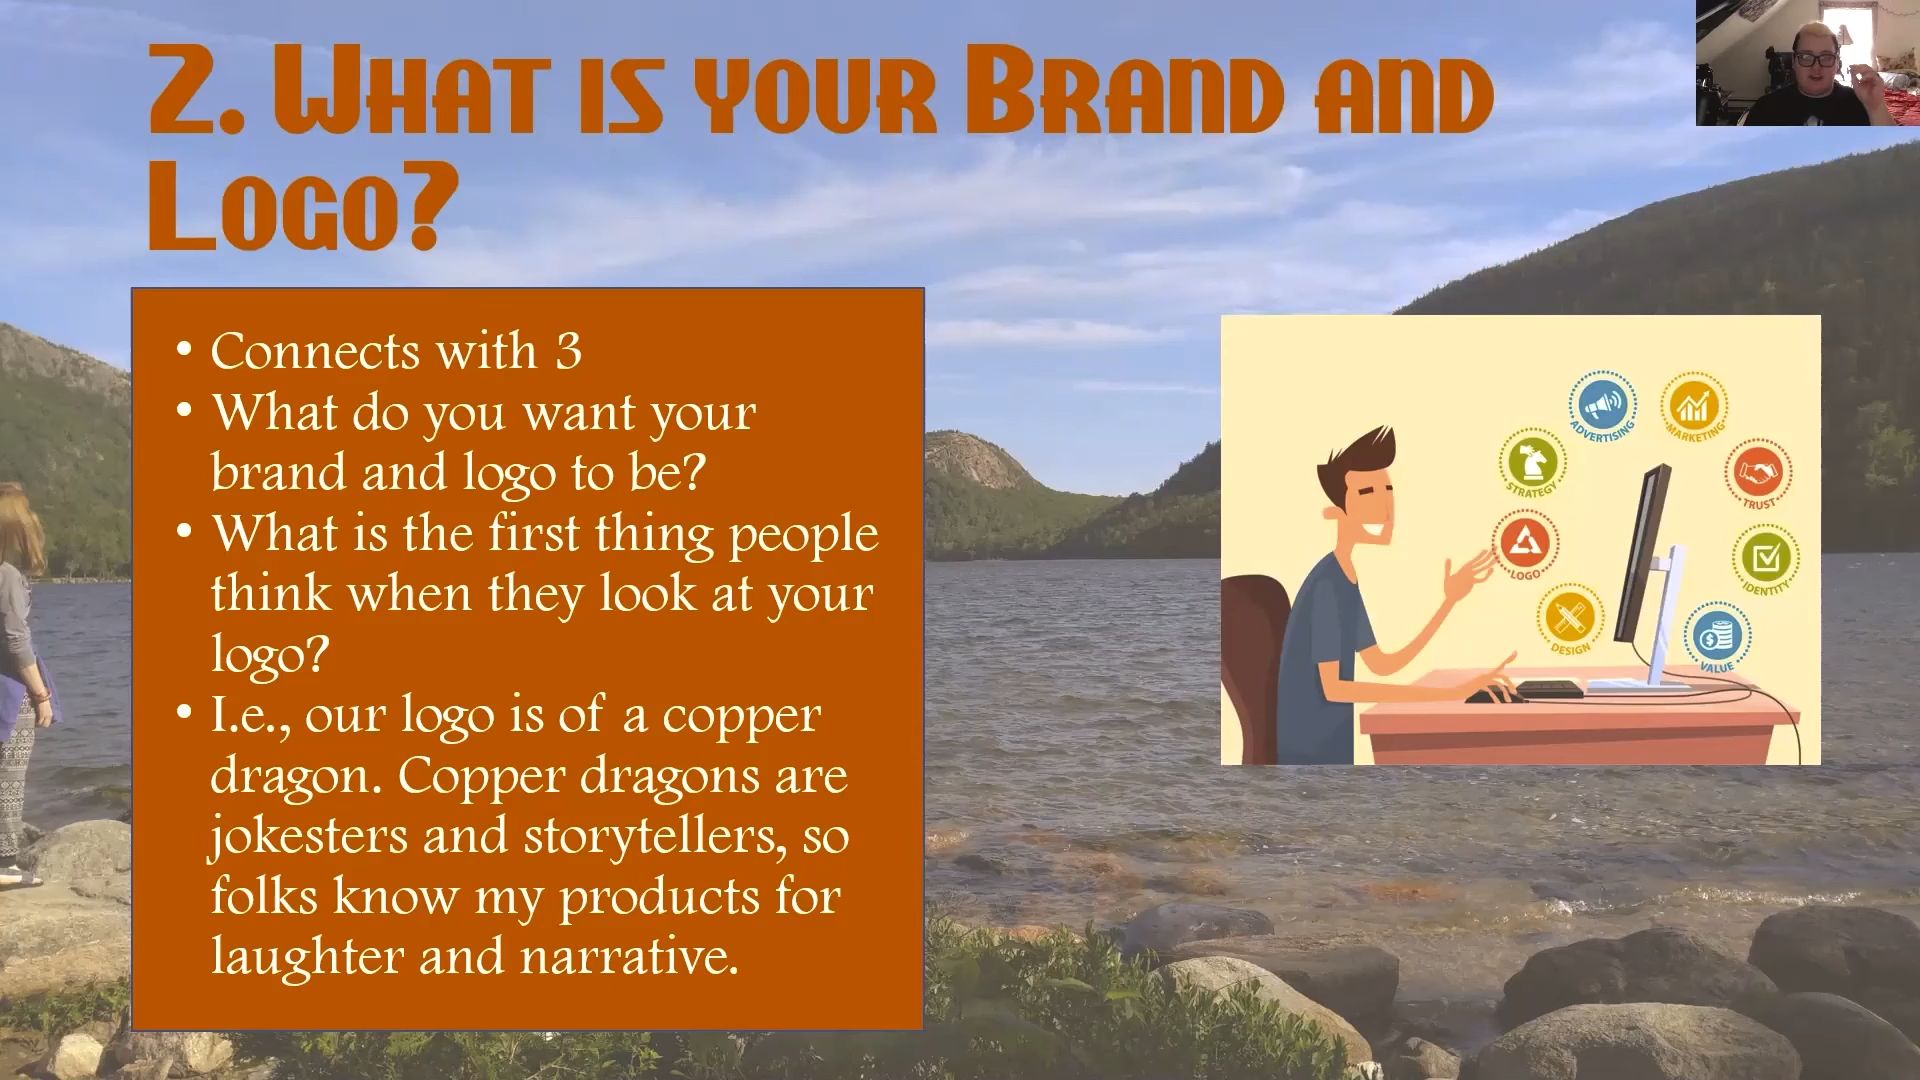 2. What is your Brand and
Logo?
• Connects with 3
• What do you want your
brand and logo to be?
• What is the first thing people
think when they look at your
logo?
• I.e., our logo is of a copper
dragon. Copper dragons are
jokesters and storytellers, so
folks know my products for
laughter and narrative.
ADVERTISING
MARKETING
STRATEGY
TRUST
LOGO
IDENTITY
DESIGN
VALUE